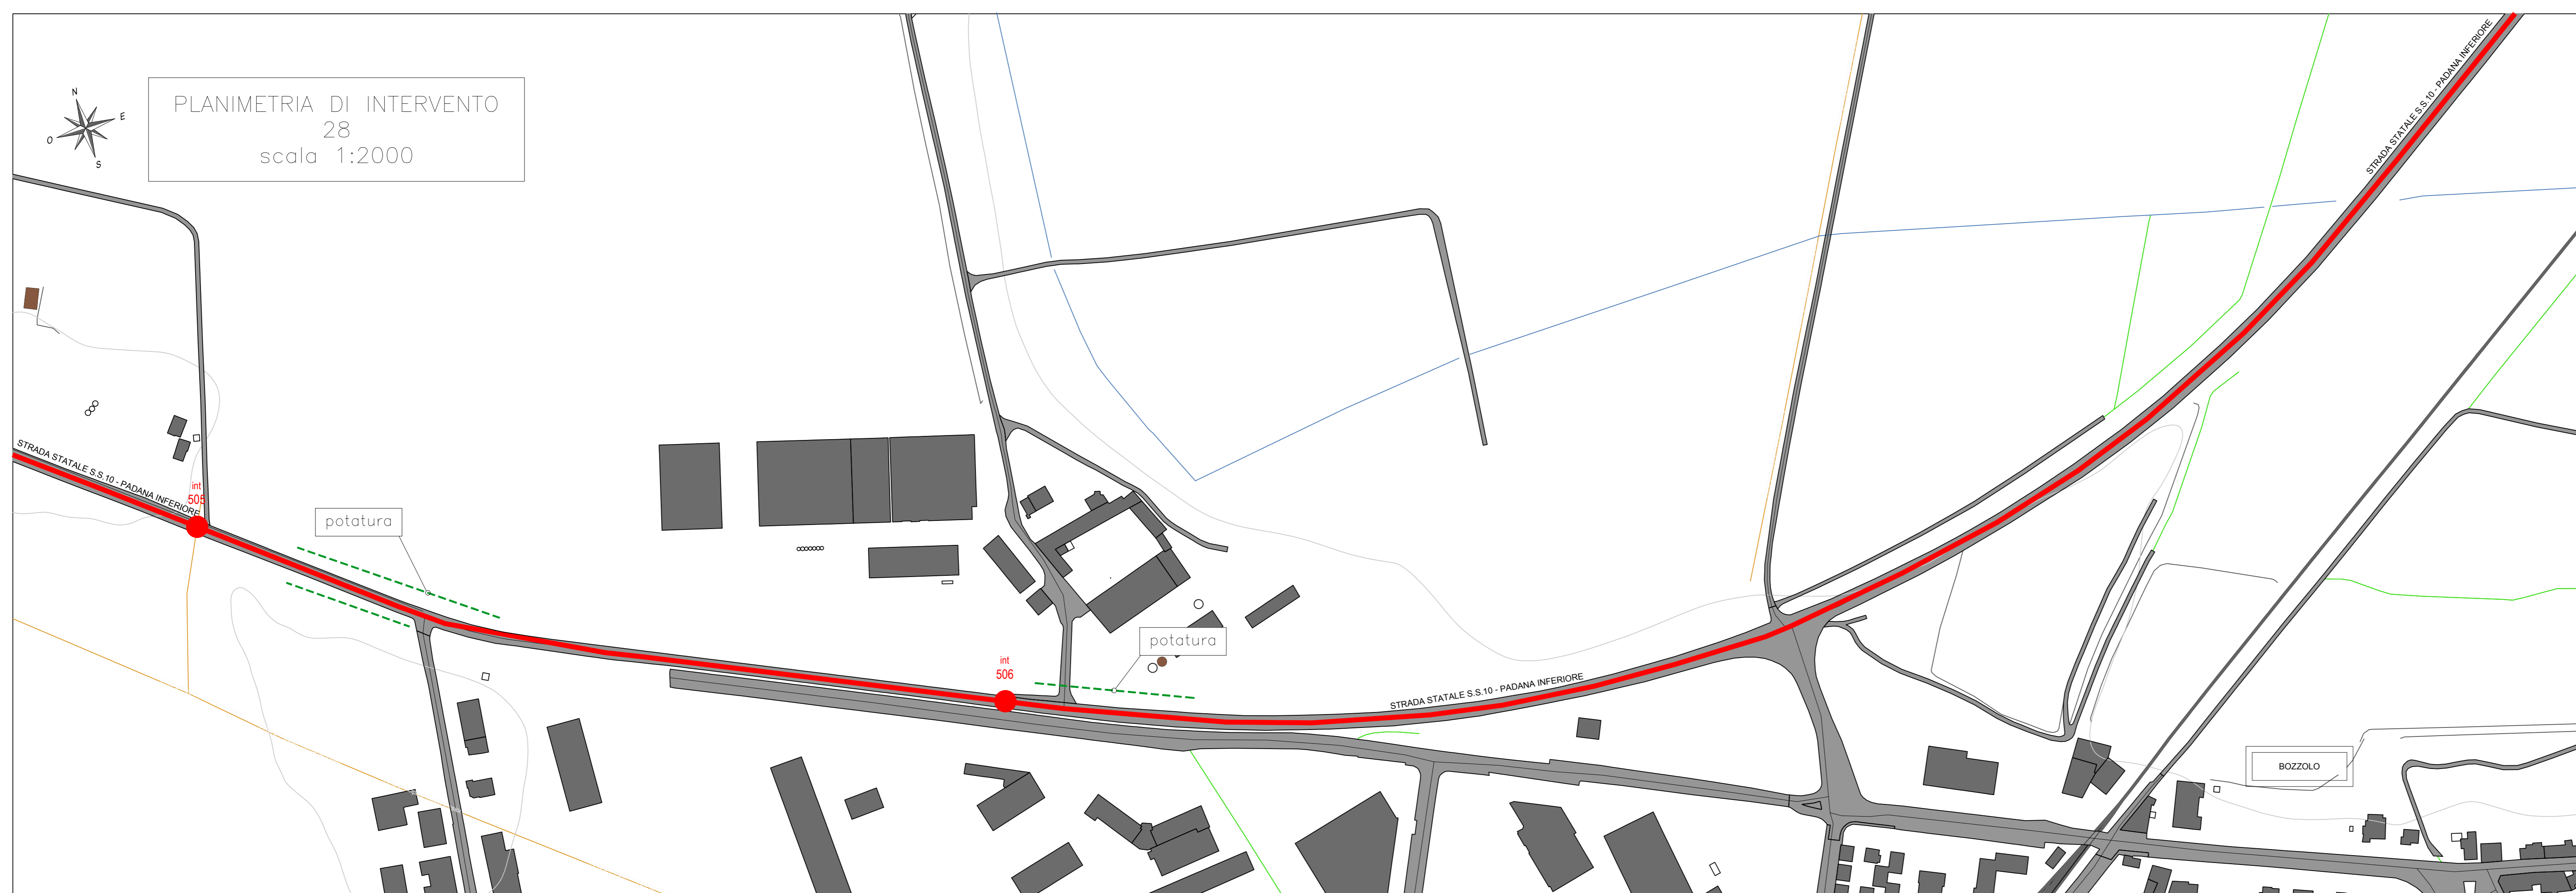 PLANIMETRIA DI INTERVENTO
28
scala 1:2000
N
E
O
S
STRADA STATALE S.S.10 - PADANA INFERIORE
STRADA STATALE S.S.10 - PADANA INFERIORE
int
505
potatura
int
506
potatura
STRADA STATALE S.S.10 - PADANA INFERIORE
BOZZOLO